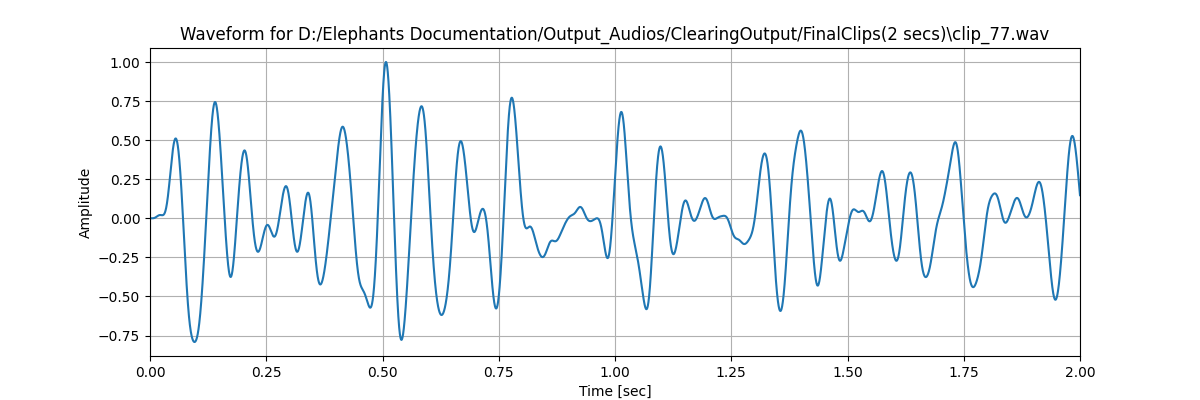 Waveform for D:/Elephants Documentation/Output_Audios/ClearingOutput/FinalClips(2 secs)\clip_77.wav
1.00
0.75
0.50
0.25
0.00
−0.25
−0.50
−0.75
Amplitude
0.00 0.25 0.50 0.75 1.00 1.25 1.50 1.75 2.00
Time [sec]